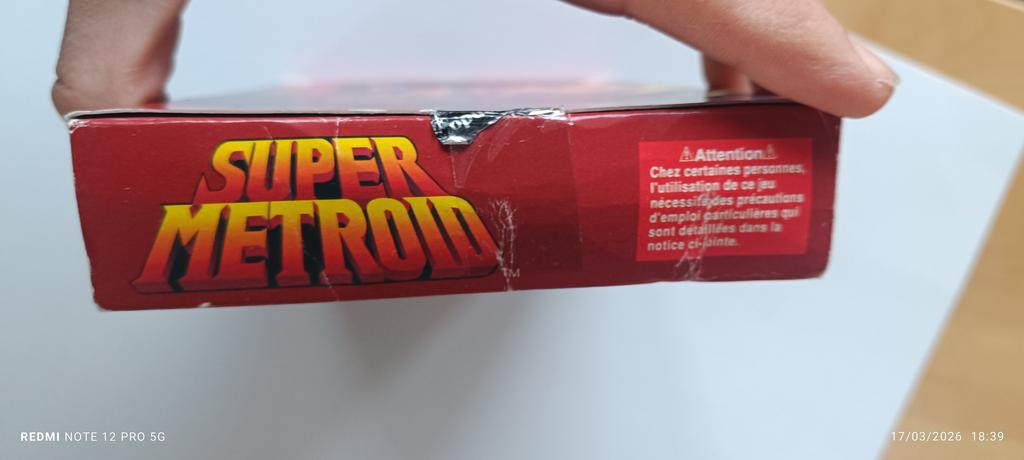 SUPER
METROID
TM
⚠Attention⚠
Chez certaines personnes,
l'utilisation de ce jeu
nécessite des précautions
d'emploi particulières qui
sont détaillées dans la
notice ci-jointe.
REDMI NOTE 12 PRO 5G
17/03/2026 18:39